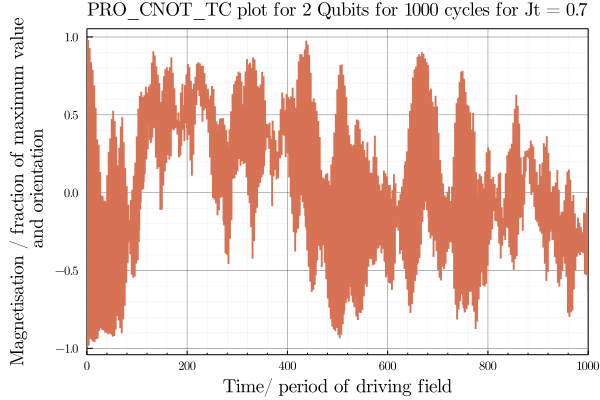 PRO_CNOT_TC plot for 2 Qubits for 1000 cycles for Jt = 0.7
Magnetisation / fraction of maximum value
and orientation
1.0
0.5
0.0
−0.5
−1.0
0 200 400 600 800 1000
Time/ period of driving field